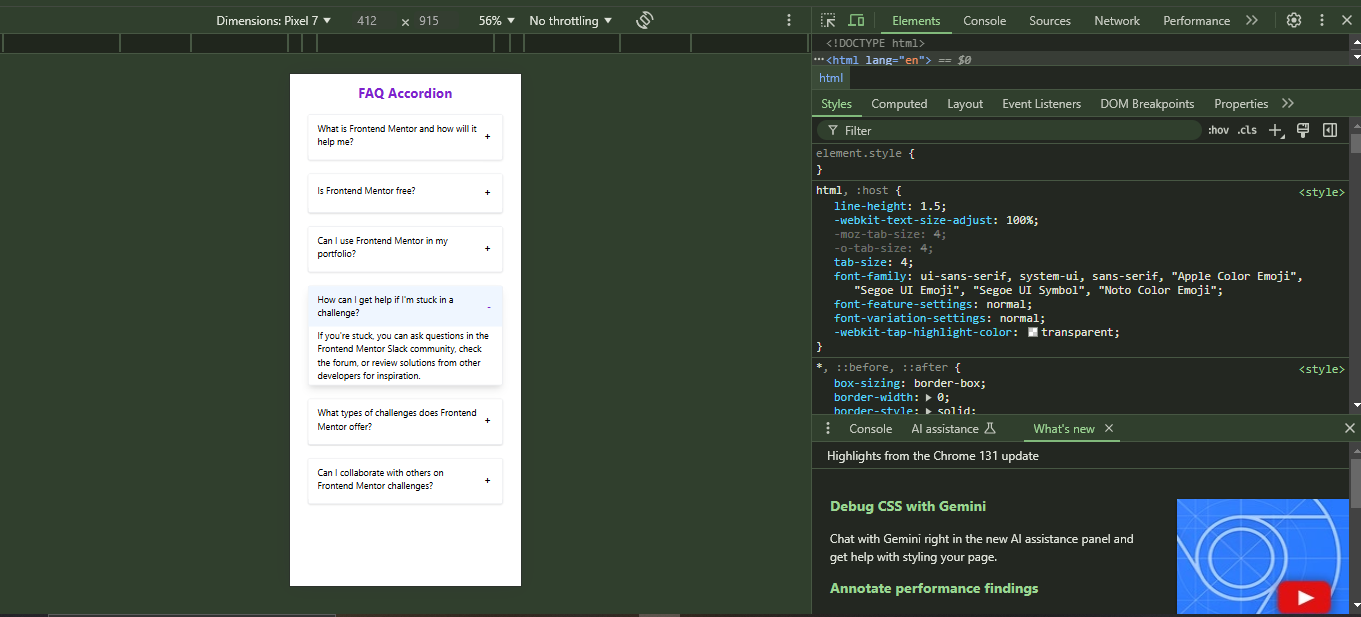 Dimensions: Pixel 7 ▼ 412 × 915 56% ▼ No throttling ▼
FAQ Accordion
What is Frontend Mentor and how will it
help me?
+
Is Frontend Mentor free?
+
Can I use Frontend Mentor in my
portfolio?
+
How can I get help if I'm stuck in a
challenge?
-
If you're stuck, you can ask questions in the
Frontend Mentor Slack community, check
the forum, or review solutions from other
developers for inspiration.
What types of challenges does Frontend
Mentor offer?
+
Can I collaborate with others on
Frontend Mentor challenges?
+
Elements Console Sources Network Performance
<!DOCTYPE html>
<html lang="en"> == $0
html
Styles Computed Layout Event Listeners DOM Breakpoints Properties
Filter :hov .cls
element.style {
}
html, :host { <style>
line-height: 1.5;
-webkit-text-size-adjust: 100%;
-moz-tab-size: 4;
-o-tab-size: 4;
tab-size: 4;
font-family: ui-sans-serif, system-ui, sans-serif, "Apple Color Emoji",
"Segoe UI Emoji", "Segoe UI Symbol", "Noto Color Emoji";
font-feature-settings: normal;
font-variation-settings: normal;
-webkit-tap-highlight-color: transparent;
}
*, ::before, ::after { <style>
box-sizing: border-box;
border-width: ▶ 0;
border-style: ▶ solid;
Console AI assistance What's new
Highlights from the Chrome 131 update
Debug CSS with Gemini
Chat with Gemini right in the new AI assistance panel and
get help with styling your page.
Annotate performance findings